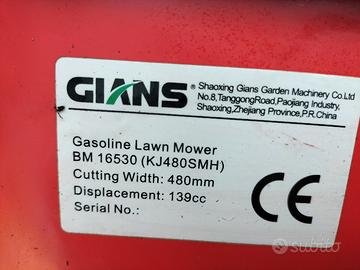 GIANS®
Shaoxing Gians Garden Machinery Co.Ltd
No.8,TanggongRoad,Paojiang Industry,
Shaoxing,Zhejiang Province,P.R.China
Gasoline Lawn Mower
BM 16530 (KJ480SMH)
Cutting Width: 480mm
Displacement: 139cc
Serial No.:
CE
subito